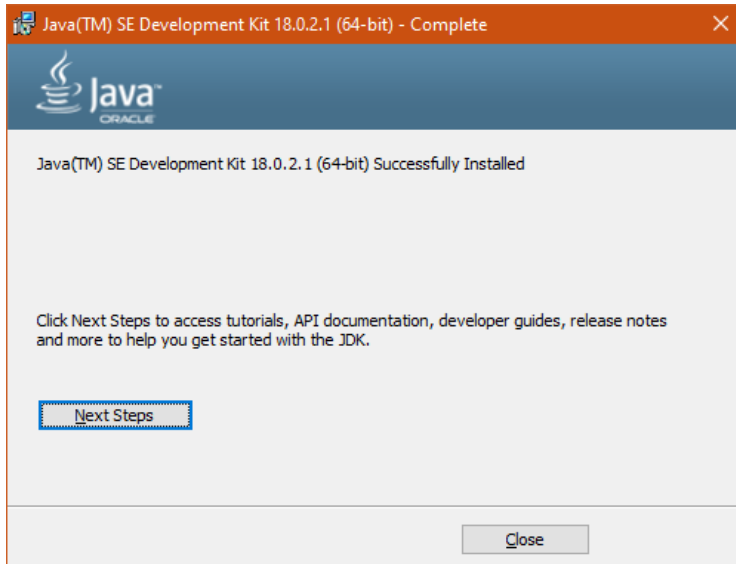 Java(TM) SE Development Kit 18.0.2.1 (64-bit) - Complete
Java™
ORACLE
Java(TM) SE Development Kit 18.0.2.1 (64-bit) Successfully Installed
Click Next Steps to access tutorials, API documentation, developer guides, release notes
and more to help you get started with the JDK.
Next Steps
Close